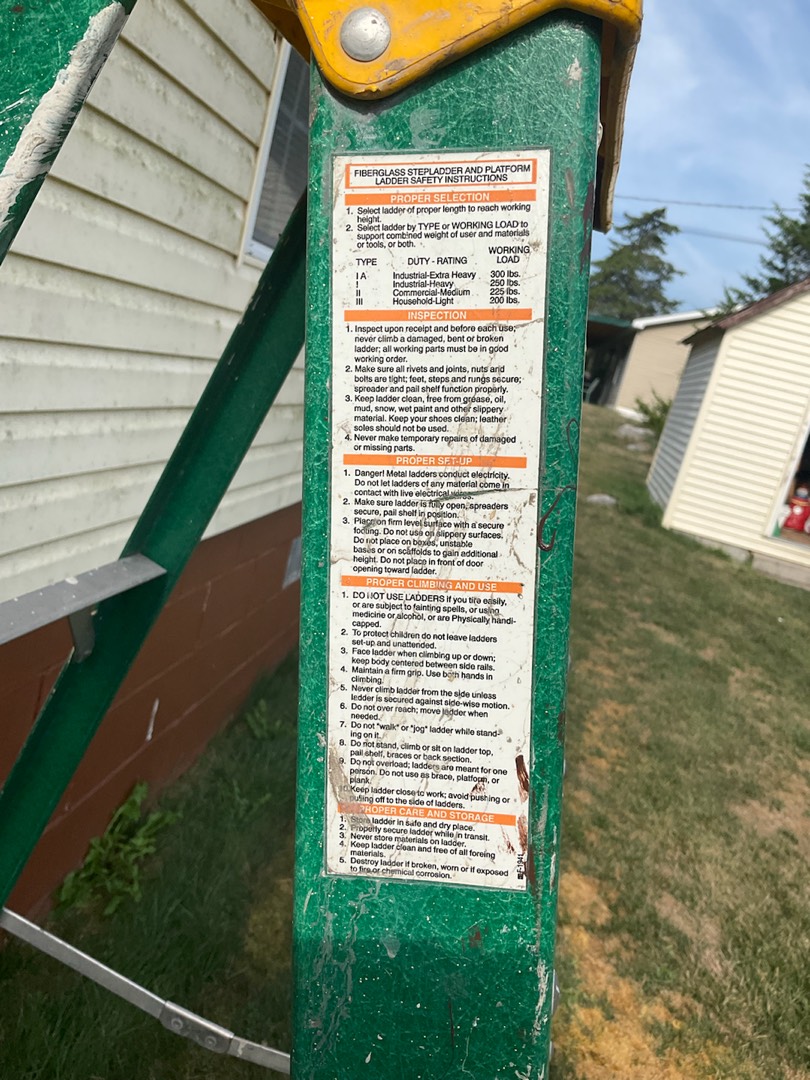 FIBERGLASS STEPLADDER AND PLATFORM
LADDER SAFETY INSTRUCTIONS
PROPER SELECTION
1. Select ladder of proper length to reach working
height.
2. Select ladder by TYPE or WORKING LOAD to
support combined weight of user and materials
or tools, or both.
WORKING
TYPE DUTY - RATING LOAD
I A Industrial-Extra Heavy 300 lbs.
I Industrial-Heavy 250 lbs.
II Commercial-Medium 225 lbs.
III Household-Light 200 lbs.
INSPECTION
1. Inspect upon receipt and before each use;
never climb a damaged, bent or broken
ladder; all working parts must be in good
working order.
2. Make sure all rivets and joints, nuts and
bolts are tight; feet, steps and rungs secure;
spreader and pail shelf function properly.
3. Keep ladder clean, free from grease, oil,
mud, snow, wet paint and other slippery
material. Keep your shoes clean; leather
soles should not be used.
4. Never make temporary repairs of damaged
or missing parts.
PROPER SET-UP
1. Danger! Metal ladders conduct electricity.
Do not let ladders of any material come in
contact with live electrical wires.
2. Make sure ladder is fully open, spreaders
secure, pail shelf in position.
3. Place on firm level surface with a secure
footing. Do not use on slippery surfaces.
Do not place on boxes, unstable
bases or on scaffolds to gain additional
height. Do not place in front of door
opening toward ladder.
PROPER CLIMBING AND USE
1. DO NOT USE LADDERS if you tire easily,
or are subject to fainting spells, or using
medicine or alcohol, or are Physically handi-
capped.
2. To protect children do not leave ladders
set-up and unattended.
3. Face ladder when climbing up or down;
keep body centered between side rails.
4. Maintain a firm grip. Use both hands in
climbing.
5. Never climb ladder from the side unless
ladder is secured against side-wise motion.
6. Do not over reach; move ladder when
needed.
7. Do not "walk" or "jog" ladder while stand-
ing on it.
8. Do not stand, climb or sit on ladder top,
pail shelf, braces or back section.
9. Do not overload; ladders are meant for one
person. Do not use as brace, platform, or
plank.
10. Keep ladder close to work; avoid pushing or
pulling off to the side of ladders.
PROPER CARE AND STORAGE
1. Store ladder in safe and dry place.
2. Properly secure ladder while in transit.
3. Never store materials on ladder.
4. Keep ladder clean and free of all foreing
materials.
5. Destroy ladder if broken, worn or if exposed
to fire or chemical corrosion.